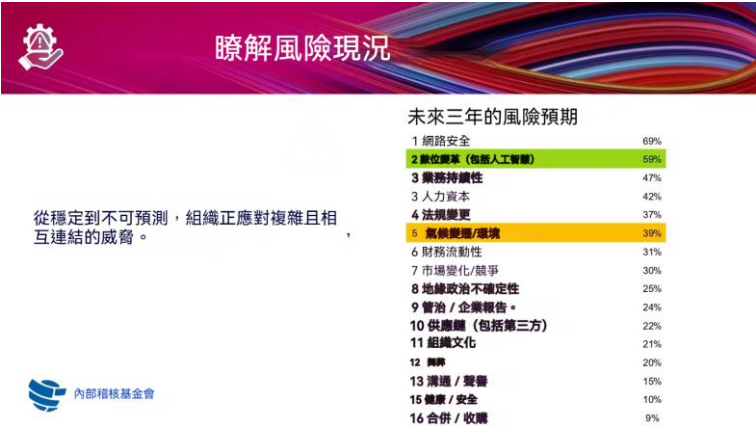 瞭解風險現況
從穩定到不可預測，組織正應對複雜且相
互連結的威脅。 ，
內部稽核基金會
未來三年的風險預期
1 網路安全 69%
2 數位變革（包括人工智慧） 59%
3 業務持續性 47%
3 人力資本 42%
4 法規變更 37%
5 氣候變遷/環境 39%
6 財務流動性 31%
7 市場變化/競爭 30%
8 地緣政治不確定性 25%
9 管治 / 企業報告。 24%
10 供應鏈（包括第三方） 22%
11 組織文化 21%
12 舞弊 20%
13 溝通 / 聲譽 15%
15 健康 / 安全 10%
16 合併 / 收購 9%